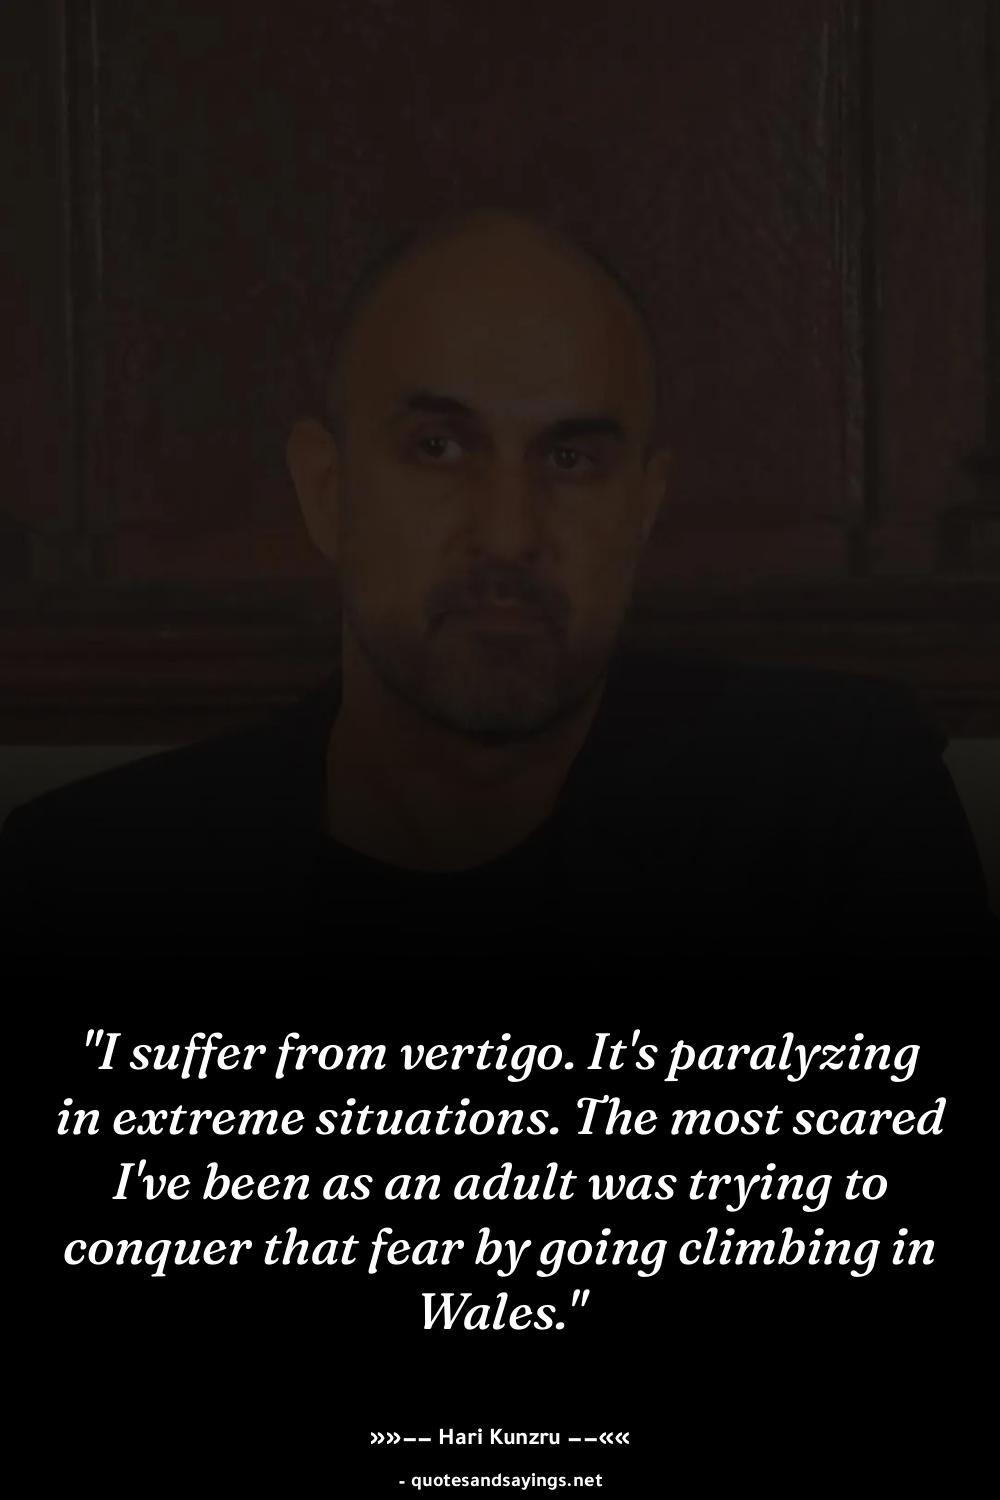 "I suffer from vertigo. It's paralyzing
in extreme situations. The most scared
I've been as an adult was trying to
conquer that fear by going climbing in
Wales."
»»−− Hari Kunzru −−««
- quotesandsayings.net